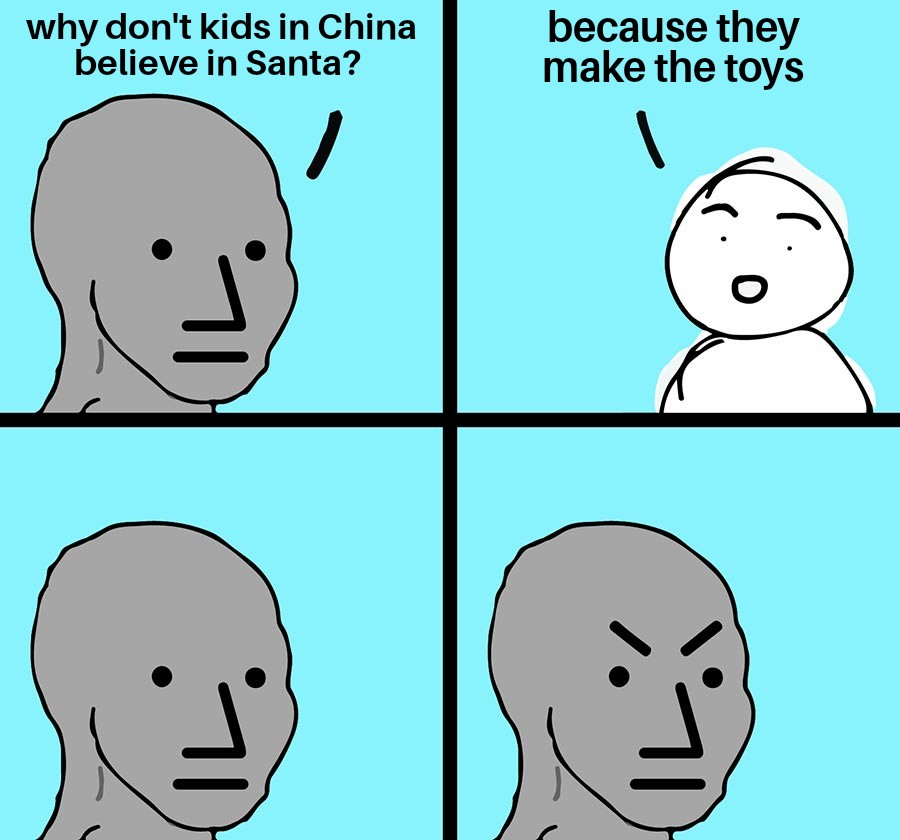 why don't kids in China
believe in Santa?
because they
make the toys